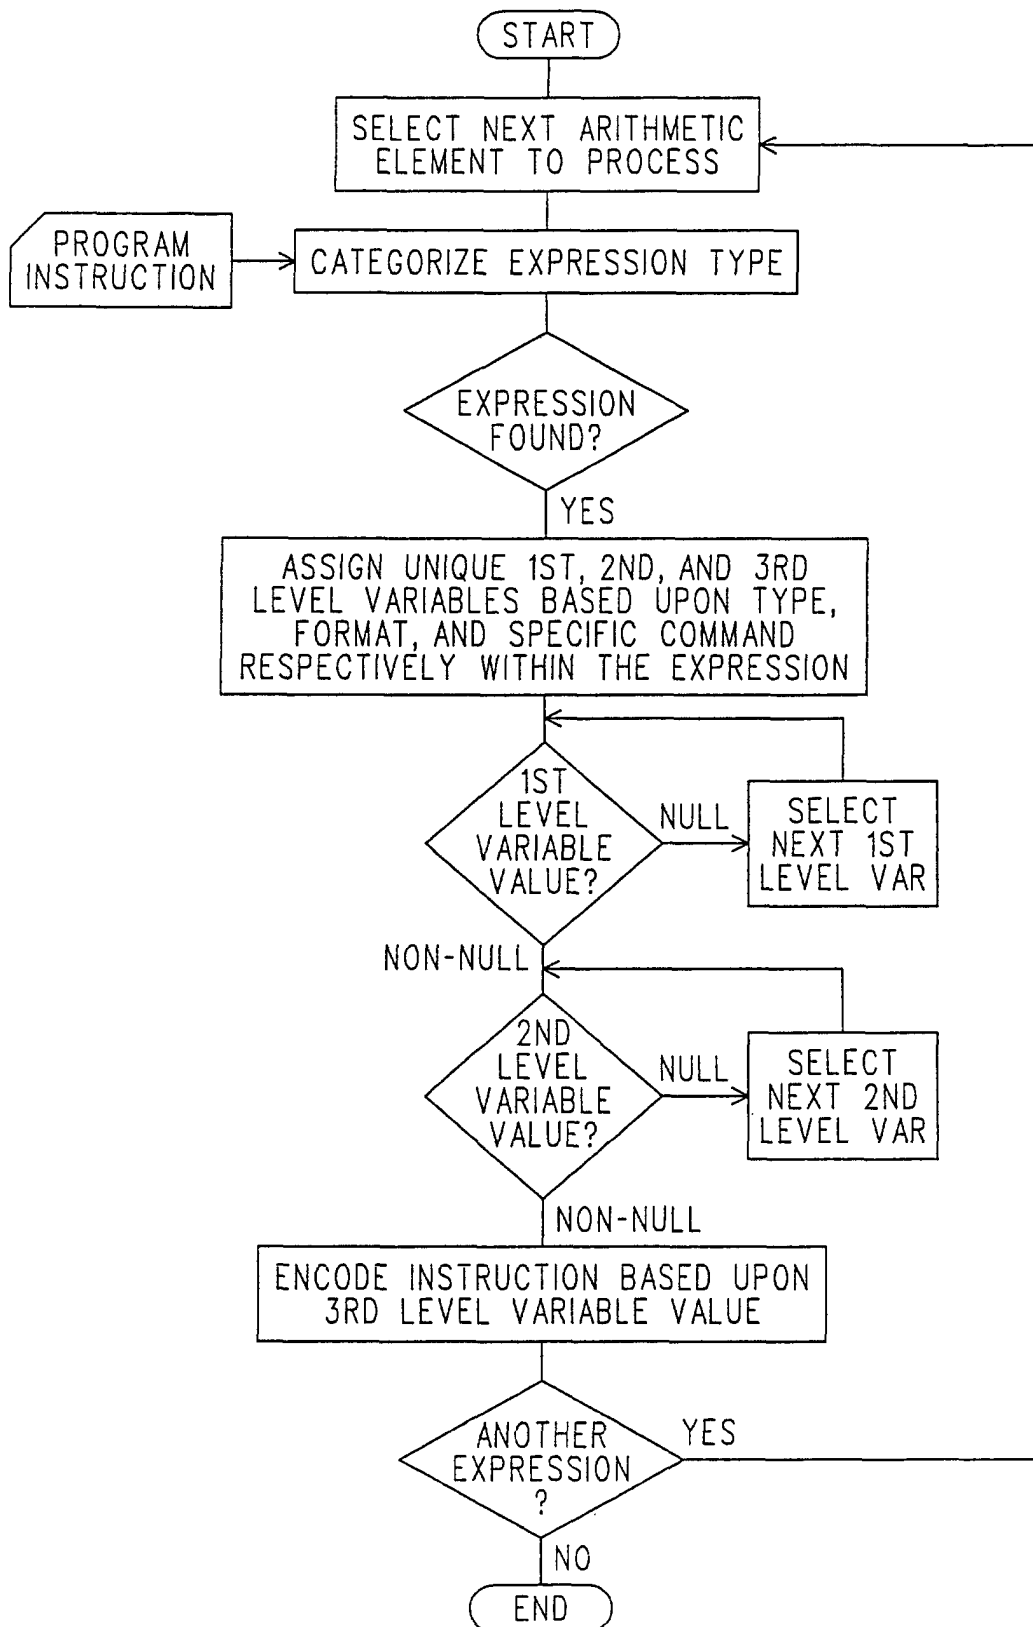 START
SELECT NEXT ARITHMETIC
ELEMENT TO PROCESS
PROGRAM
INSTRUCTION
CATEGORIZE EXPRESSION TYPE
EXPRESSION
FOUND?
YES
ASSIGN UNIQUE 1ST, 2ND, AND 3RD
LEVEL VARIABLES BASED UPON TYPE,
FORMAT, AND SPECIFIC COMMAND
RESPECTIVELY WITHIN THE EXPRESSION
1ST
LEVEL
VARIABLE
VALUE?
NULL
SELECT
NEXT 1ST
LEVEL VAR
NON-NULL
2ND
LEVEL
VARIABLE
VALUE?
NULL
SELECT
NEXT 2ND
LEVEL VAR
NON-NULL
ENCODE INSTRUCTION BASED UPON
3RD LEVEL VARIABLE VALUE
ANOTHER
EXPRESSION
?
YES
NO
END